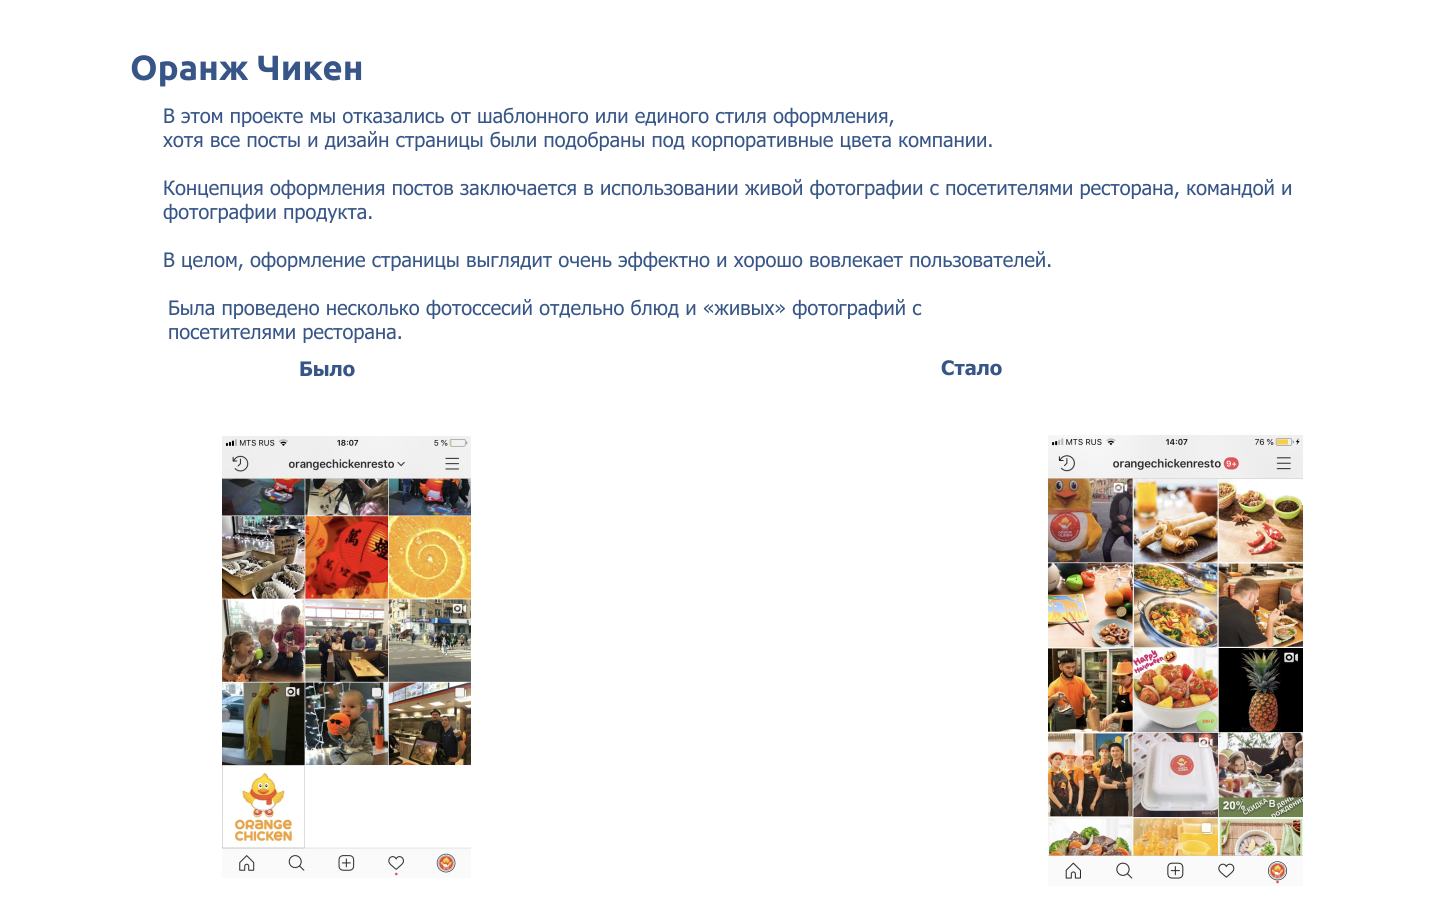 Оранж Чикен
В этом проекте мы отказались от шаблонного или единого стиля оформления,
хотя все посты и дизайн страницы были подобраны под корпоративные цвета компании.
Концепция оформления постов заключается в использовании живой фотографии с посетителями ресторана, командой и
фотографии продукта.
В целом, оформление страницы выглядит очень эффектно и хорошо вовлекает пользователей.
Была проведено несколько фотоссесий отдельно блюд и «живых» фотографий с
посетителями ресторана.
Было
Стало
MTS RUS 18:07 5 %
orangechickenresto
萬 燈
ORANGE
CHICKEN
MTS RUS 14:07 76 %
orangechickenresto 9+
HAPPY
Halloween
20% СКИДКА В день
рождения